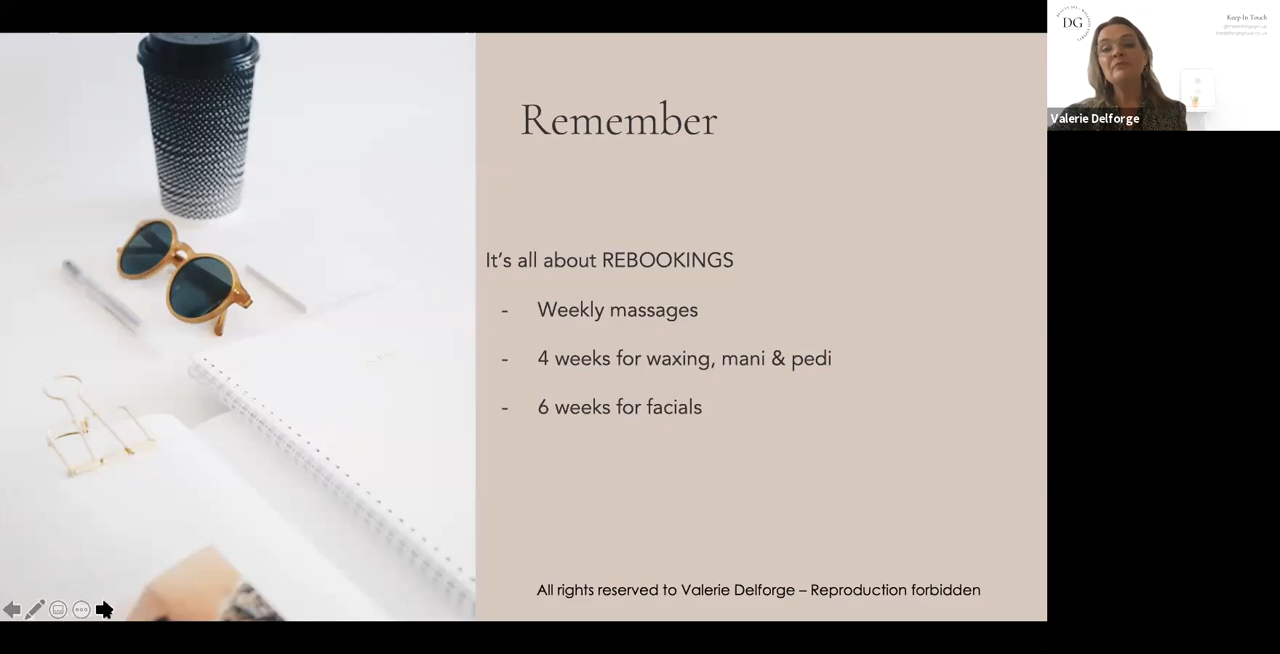 Remember
It's all about REBOOKINGS
- Weekly massages
- 4 weeks for waxing, mani & pedi
- 6 weeks for facials
All rights reserved to Valerie Delforge – Reproduction forbidden
DG
Keep In Touch
Valerie Delforge